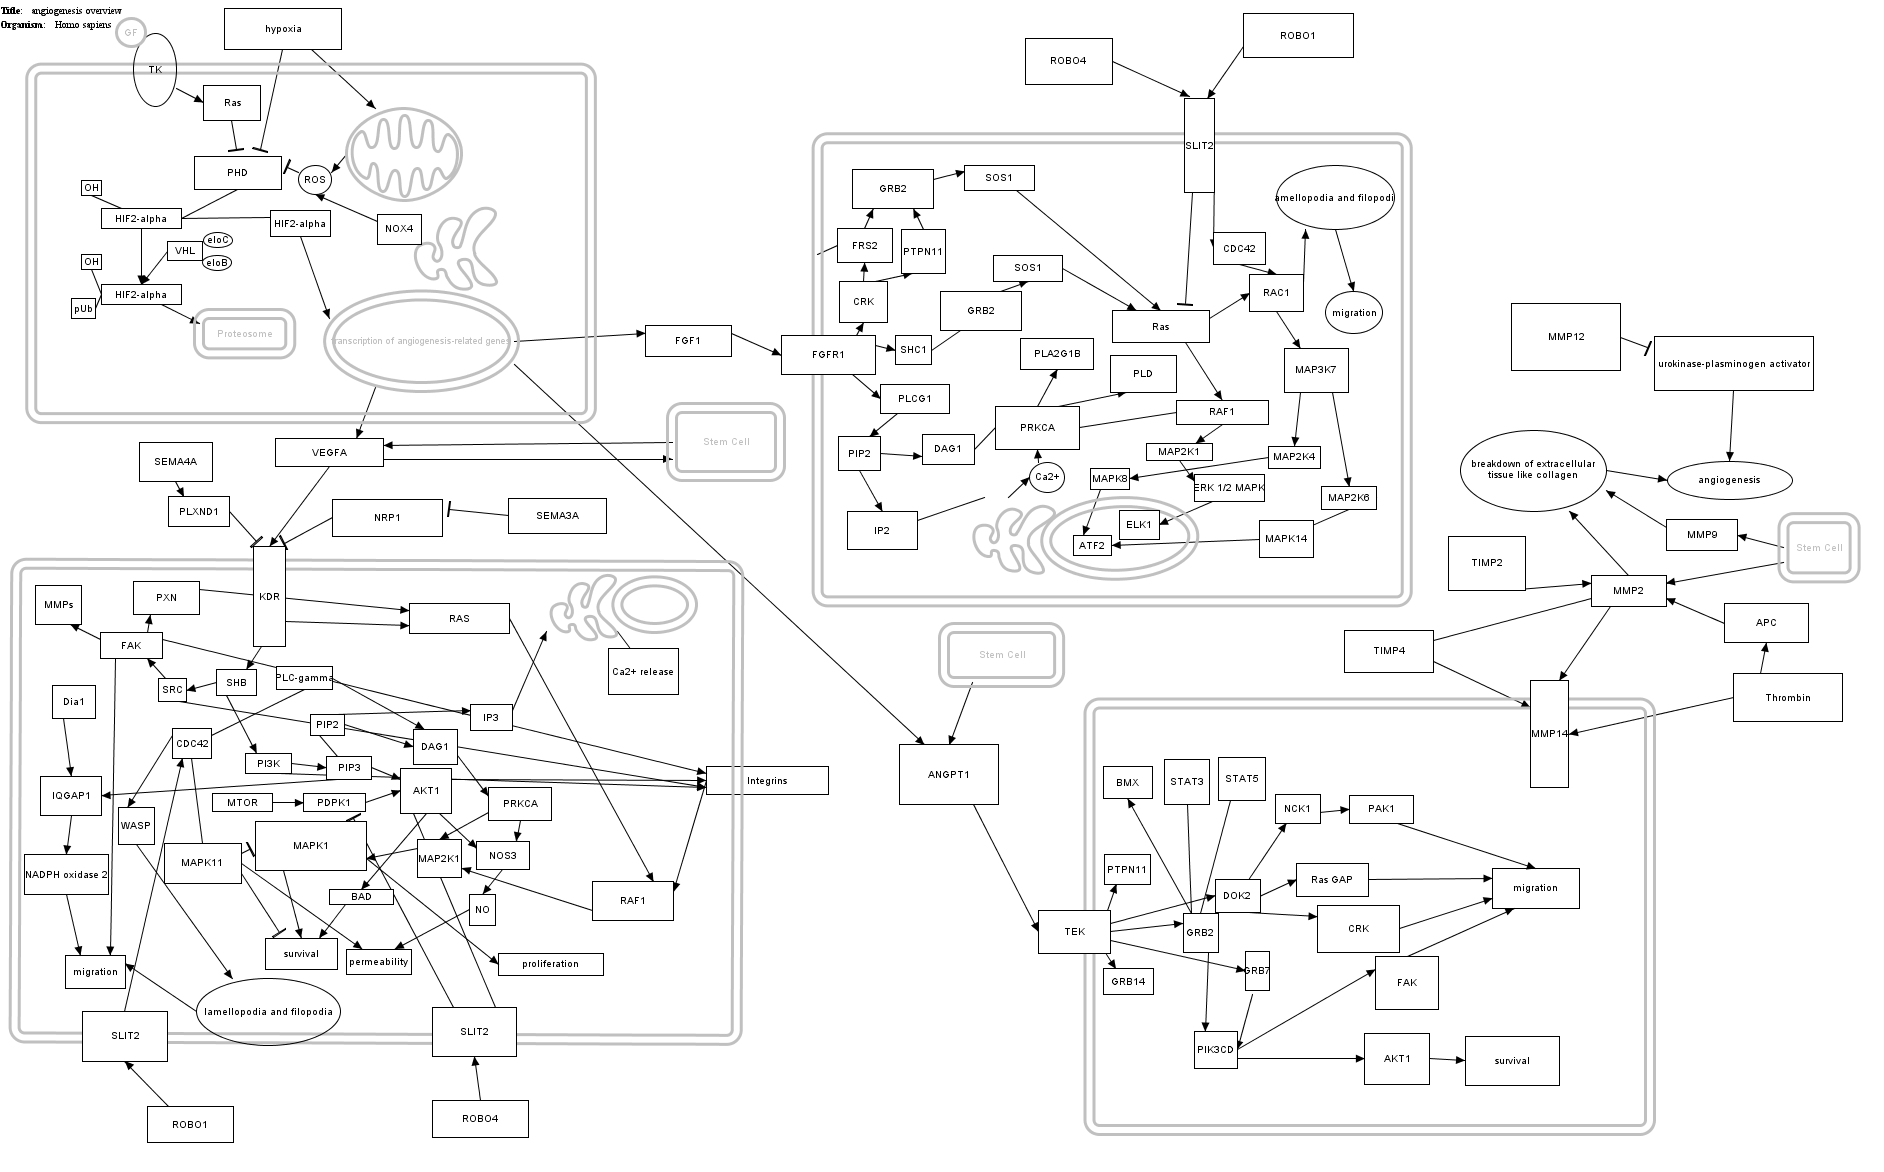 Title: angiogenesis overview
Organism: Homo sapiens
GF
TK
hypoxia
Ras
PHD
ROS
OH
HIF2-alpha
HIF2-alpha
NOX4
VHL
eloC
eloB
OH
HIF2-alpha
pUb
Proteosome
transcription of angiogenesis-related genes
FGF1
VEGFA
Stem Cell
SEMA4A
PLXND1
NRP1
SEMA3A
ROBO4
ROBO1
SLIT2
GRB2
SOS1
amellopodia and filopodi
FRS2
PTPN11
CDC42
SOS1
RAC1
CRK
GRB2
migration
Ras
FGFR1
SHC1
PLA2G1B
PLD
MAP3K7
PLCG1
RAF1
PRKCA
PIP2
DAG1
MAP2K1
MAP2K4
Ca2+
MAPK8
ERK 1/2 MAPK
MAP2K6
IP2
ELK1
ATF2
MAPK14
MMP12
urokinase-plasminogen activator
breakdown of extracellular
tissue like collagen
angiogenesis
MMP9
Stem Cell
TIMP2
MMP2
APC
TIMP4
Thrombin
MMP14
KDR
MMPs
PXN
RAS
FAK
Ca2+ release
SRC
SHB
PLC-gamma
Dia1
PIP2
IP3
CDC42
DAG1
PI3K
PIP3
Integrins
IQGAP1
AKT1
MTOR
PDPK1
PRKCA
WASP
MAPK1
MAPK11
MAP2K1
NOS3
NADPH oxidase 2
BAD
NO
RAF1
survival
permeability
proliferation
migration
lamellopodia and filopodia
SLIT2
SLIT2
ROBO1
ROBO4
Stem Cell
ANGPT1
BMX
STAT3
STAT5
NCK1
PAK1
PTPN11
DOK2
Ras GAP
migration
TEK
GRB2
CRK
GRB14
GRB7
FAK
PIK3CD
AKT1
survival